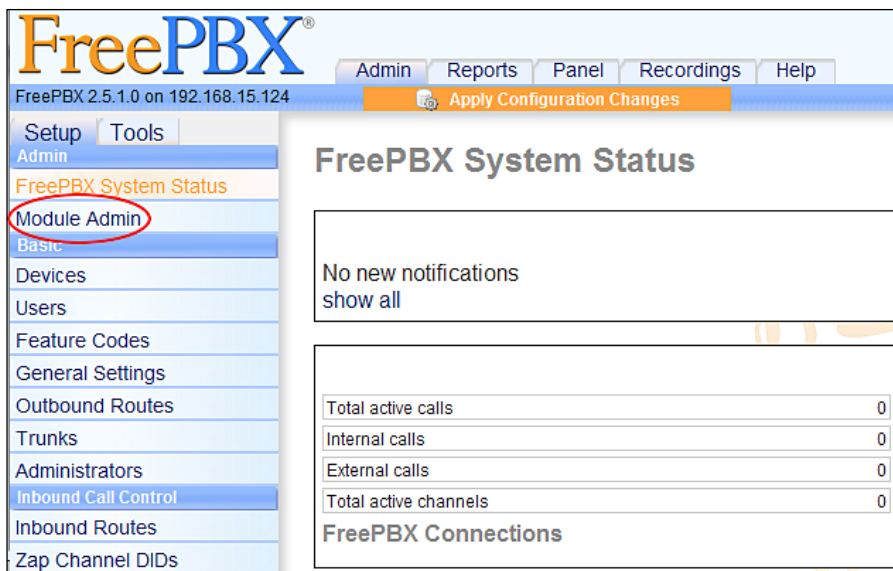 FreePBX®
Admin Reports Panel Recordings Help
FreePBX 2.5.1.0 on 192.168.15.124
Apply Configuration Changes
Setup Tools
Admin
FreePBX System Status
Module Admin
Basic
Devices
Users
Feature Codes
General Settings
Outbound Routes
Trunks
Administrators
Inbound Call Control
Inbound Routes
Zap Channel DIDs
FreePBX System Status
No new notifications
show all
Total active calls 0
Internal calls 0
External calls 0
Total active channels 0
FreePBX Connections